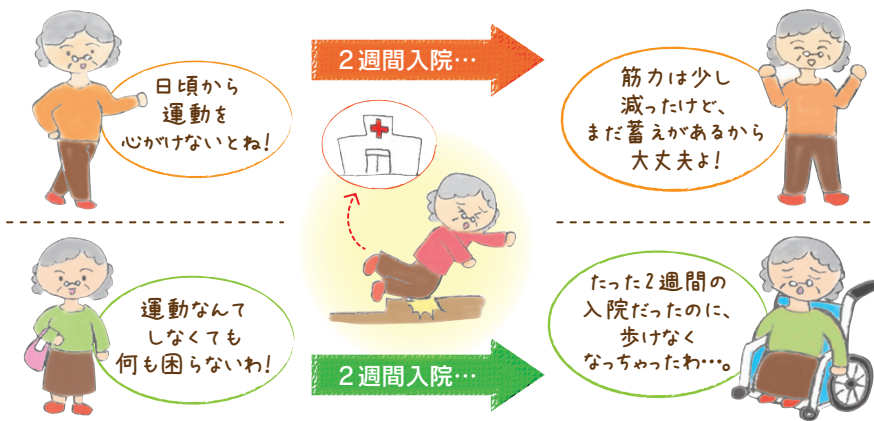 日頃から
運動を
心がけないとね!
2週間入院…
筋力は少し
減ったけど、
まだ蓄えがあるから
大丈夫よ!
運動なんて
しなくても
何も困らないわ!
2週間入院…
たった2週間の
入院だったのに、
歩けなく
なっちゃったわ…。